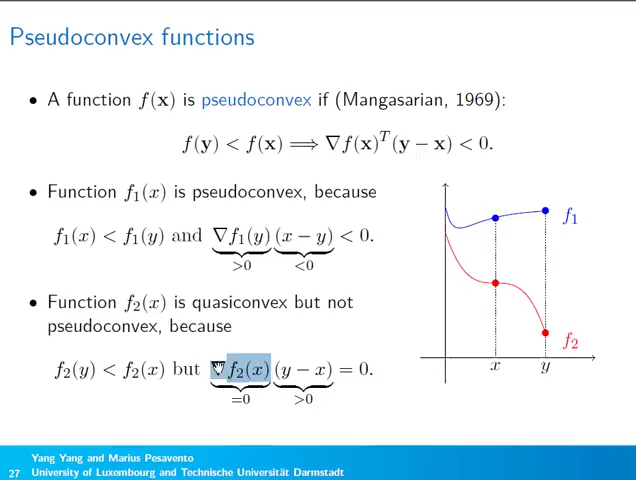 Pseudoconvex functions
• A function f(x) is pseudoconvex if (Mangasarian, 1969):
f(y) < f(x) ⟹ ∇f(x)^T(y − x) < 0.
• Function f₁(x) is pseudoconvex, because
f₁(x) < f₁(y) and ∇f₁(y)(x − y) < 0.
>0 <0
• Function f₂(x) is quasiconvex but not
pseudoconvex, because
f₂(y) < f₂(x) but ∇f₂(x)(y − x) = 0.
=0 >0
f₁
f₂
x y
Yang Yang and Marius Pesavento
27 University of Luxembourg and Technische Universität Darmstadt